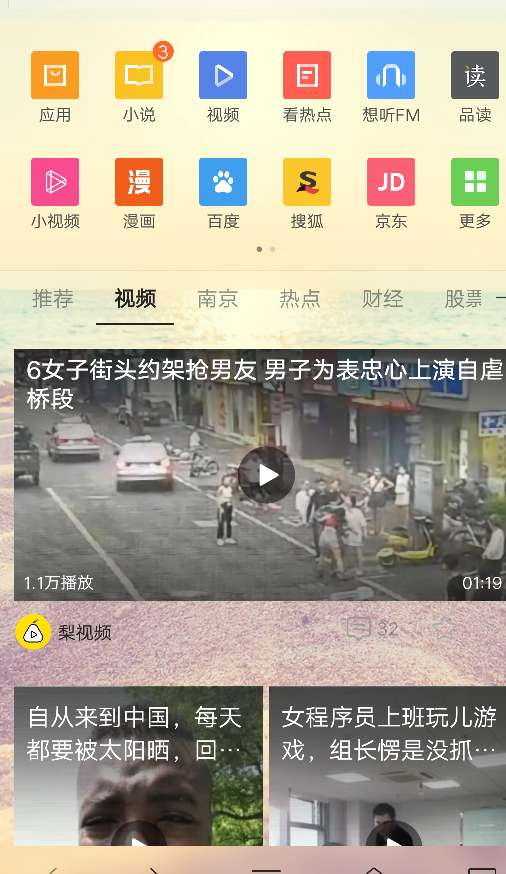 3
应用 小说 视频 看热点 想听FM 品读
读
漫 JD
小视频 漫画 百度 搜狐 京东 更多
推荐 视频 南京 热点 财经 股票
6女子街头约架抢男友 男子为表忠心上演自虐
桥段
1.1万播放 01:19
梨视频 32
自从来到中国，每天
都要被太阳晒，回…
女程序员上班玩儿游
戏，组长愣是没抓…